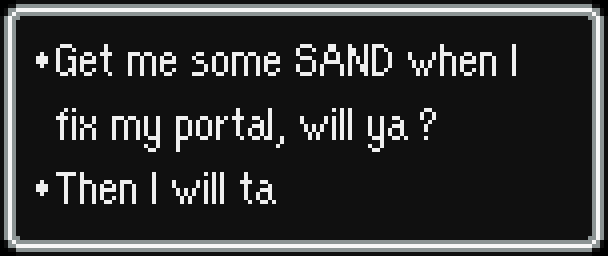 •Get me some SAND when I
fix my portal, will ya?
•Then I will ta